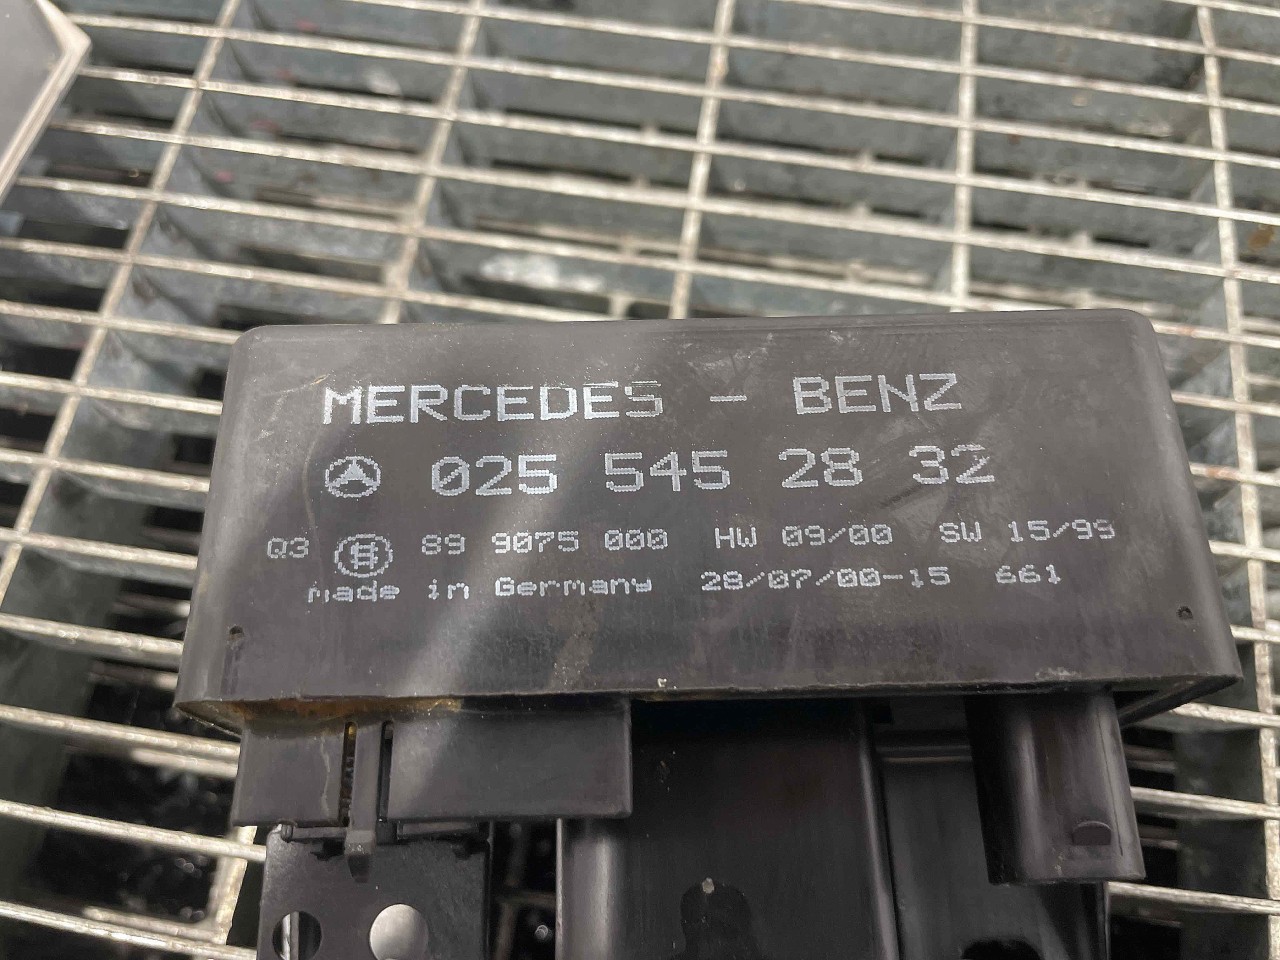 MERCEDES - BENZ
025 545 28 32
Q3 89 9075 000 HW 09/00 SW 15/99
made in Germany 28/07/00-15 661